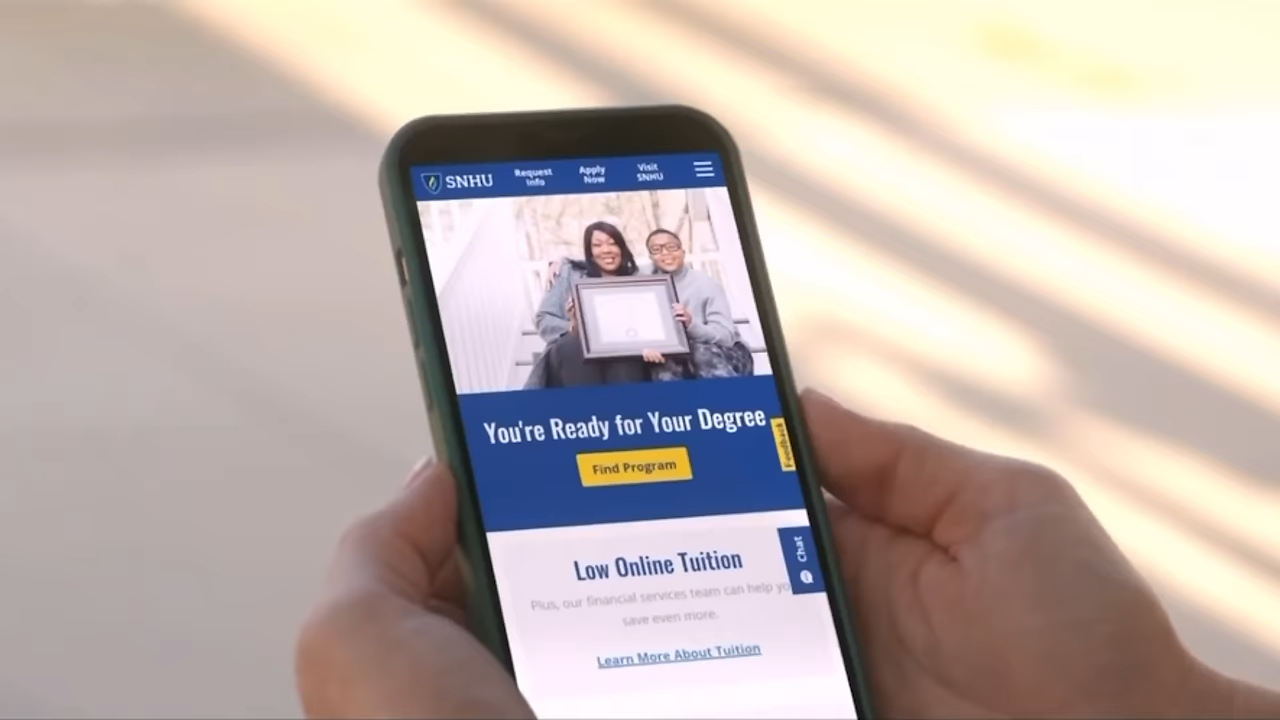 SNHU
Request
Info
Apply
Now
Visit
SNHU
You're Ready for Your Degree
Feedback
Find Program
Low Online Tuition
Chat
Plus, our financial services team can help yo
save even more.
Learn More About Tuition